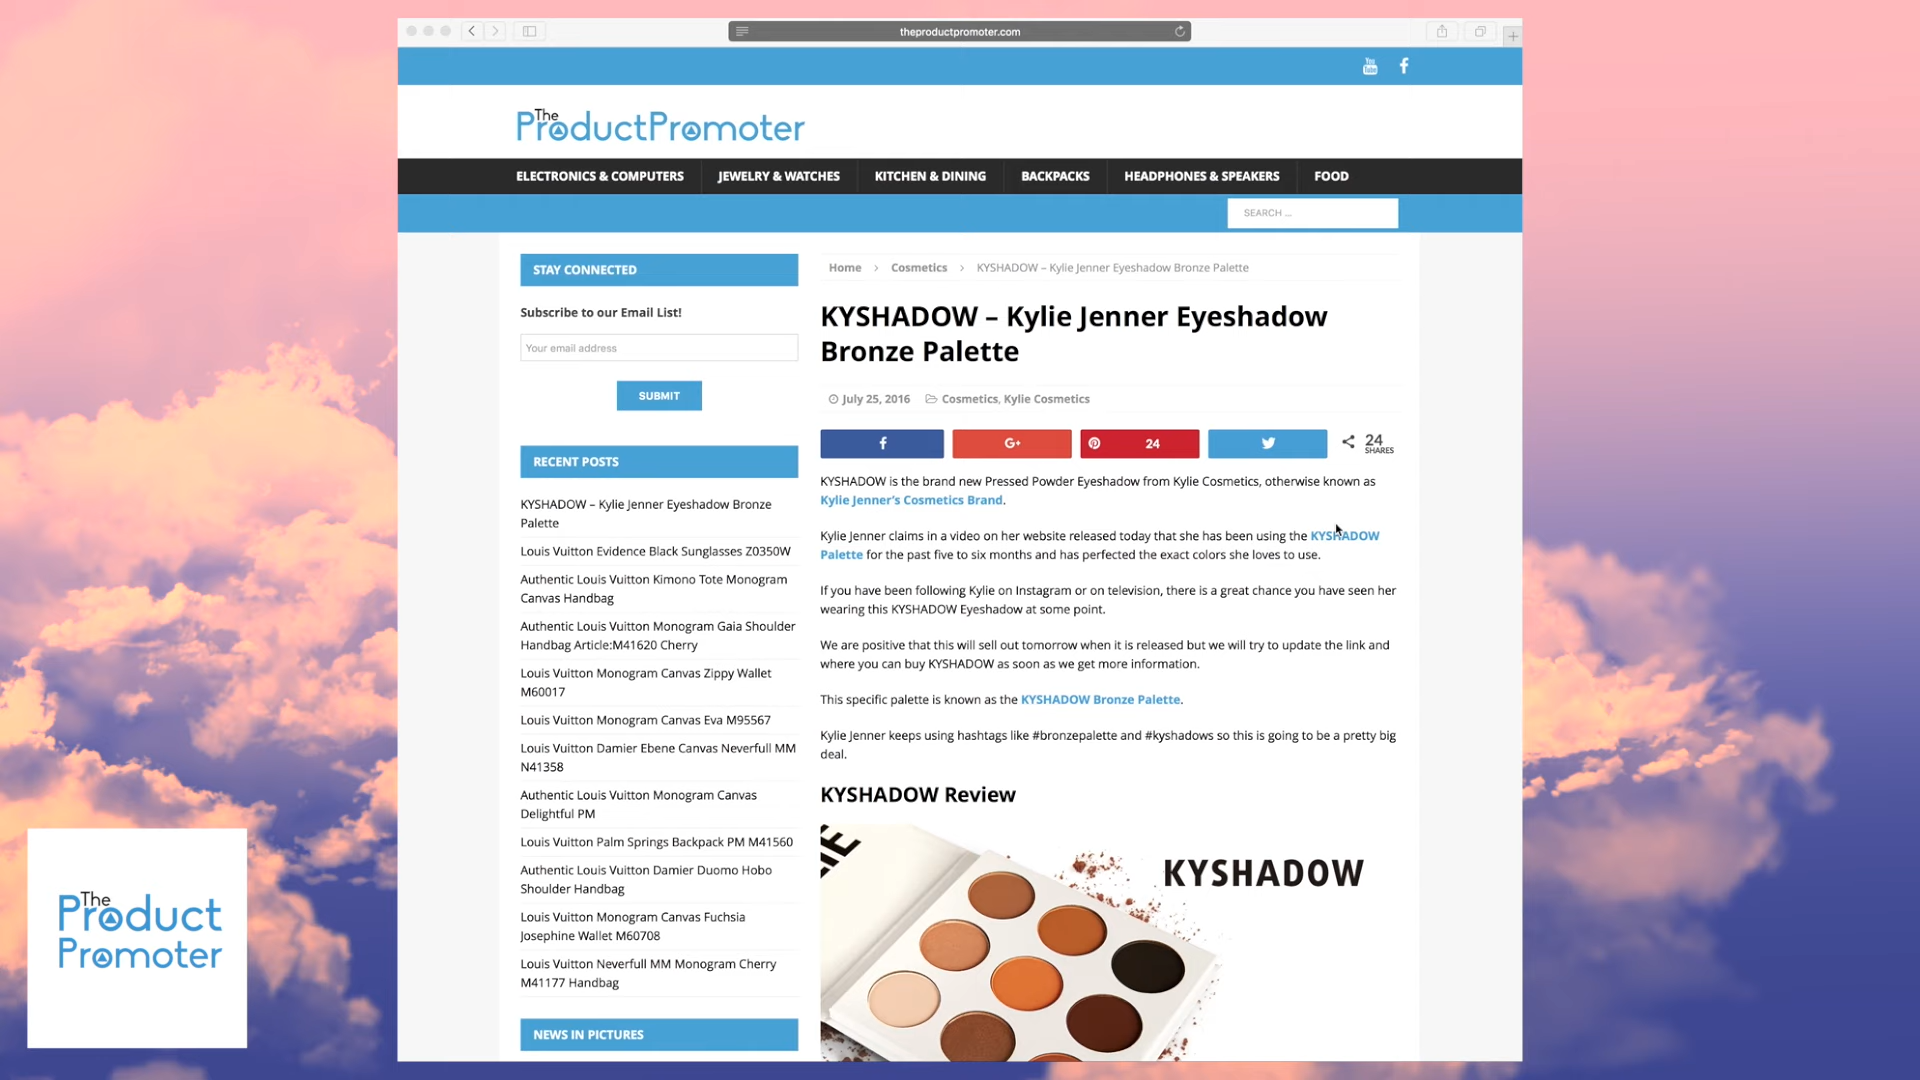 theproductpromoter.com
You
Tube
The
ProductPromoter
ELECTRONICS & COMPUTERS
JEWELRY & WATCHES
KITCHEN & DINING
BACKPACKS
HEADPHONES & SPEAKERS
FOOD
SEARCH ...
STAY CONNECTED
Subscribe to our Email List!
Your email address
SUBMIT
RECENT POSTS
KYSHADOW – Kylie Jenner Eyeshadow Bronze
Palette
Louis Vuitton Evidence Black Sunglasses Z0350W
Authentic Louis Vuitton Kimono Tote Monogram
Canvas Handbag
Authentic Louis Vuitton Monogram Gaia Shoulder
Handbag Article:M41620 Cherry
Louis Vuitton Monogram Canvas Zippy Wallet
M60017
Louis Vuitton Monogram Canvas Eva M95567
Louis Vuitton Damier Ebene Canvas Neverfull MM
N41358
Authentic Louis Vuitton Monogram Canvas
Delightful PM
Louis Vuitton Palm Springs Backpack PM M41560
Authentic Louis Vuitton Damier Duomo Hobo
Shoulder Handbag
Louis Vuitton Monogram Canvas Fuchsia
Josephine Wallet M60708
Louis Vuitton Neverfull MM Monogram Cherry
M41177 Handbag
NEWS IN PICTURES
Home > Cosmetics > KYSHADOW – Kylie Jenner Eyeshadow Bronze Palette
KYSHADOW – Kylie Jenner Eyeshadow
Bronze Palette
July 25, 2016 Cosmetics, Kylie Cosmetics
G+
24
24
SHARES
KYSHADOW is the brand new Pressed Powder Eyeshadow from Kylie Cosmetics, otherwise known as
Kylie Jenner's Cosmetics Brand.
Kylie Jenner claims in a video on her website released today that she has been using the KYSHADOW
Palette for the past five to six months and has perfected the exact colors she loves to use.
If you have been following Kylie on Instagram or on television, there is a great chance you have seen her
wearing this KYSHADOW Eyeshadow at some point.
We are positive that this will sell out tomorrow when it is released but we will try to update the link and
where you can buy KYSHADOW as soon as we get more information.
This specific palette is known as the KYSHADOW Bronze Palette.
Kylie Jenner keeps using hashtags like #bronzepalette and #kyshadows so this is going to be a pretty big
deal.
KYSHADOW Review
KYSHADOW
The
Product
Promoter